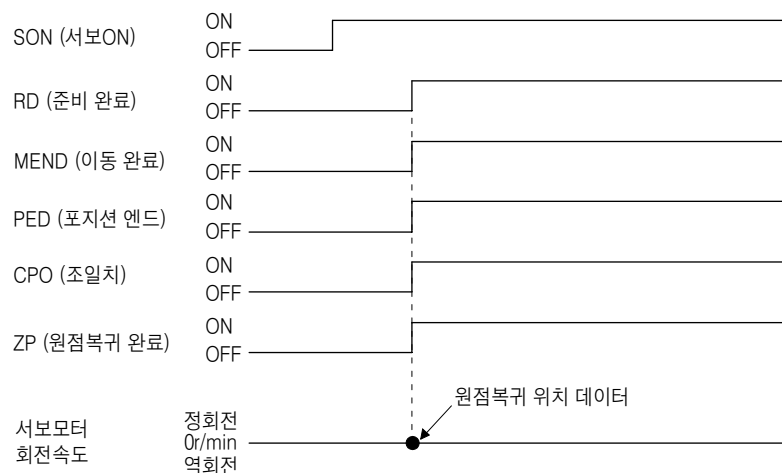 SON (서보ON)
ON
OFF
RD (준비 완료)
ON
OFF
MEND (이동 완료)
ON
OFF
PED (포지션 엔드)
ON
OFF
CPO (조일치)
ON
OFF
ZP (원점복귀 완료)
ON
OFF
원점복귀 위치 데이터
서보모터
회전속도
정회전
0r/min
역회전